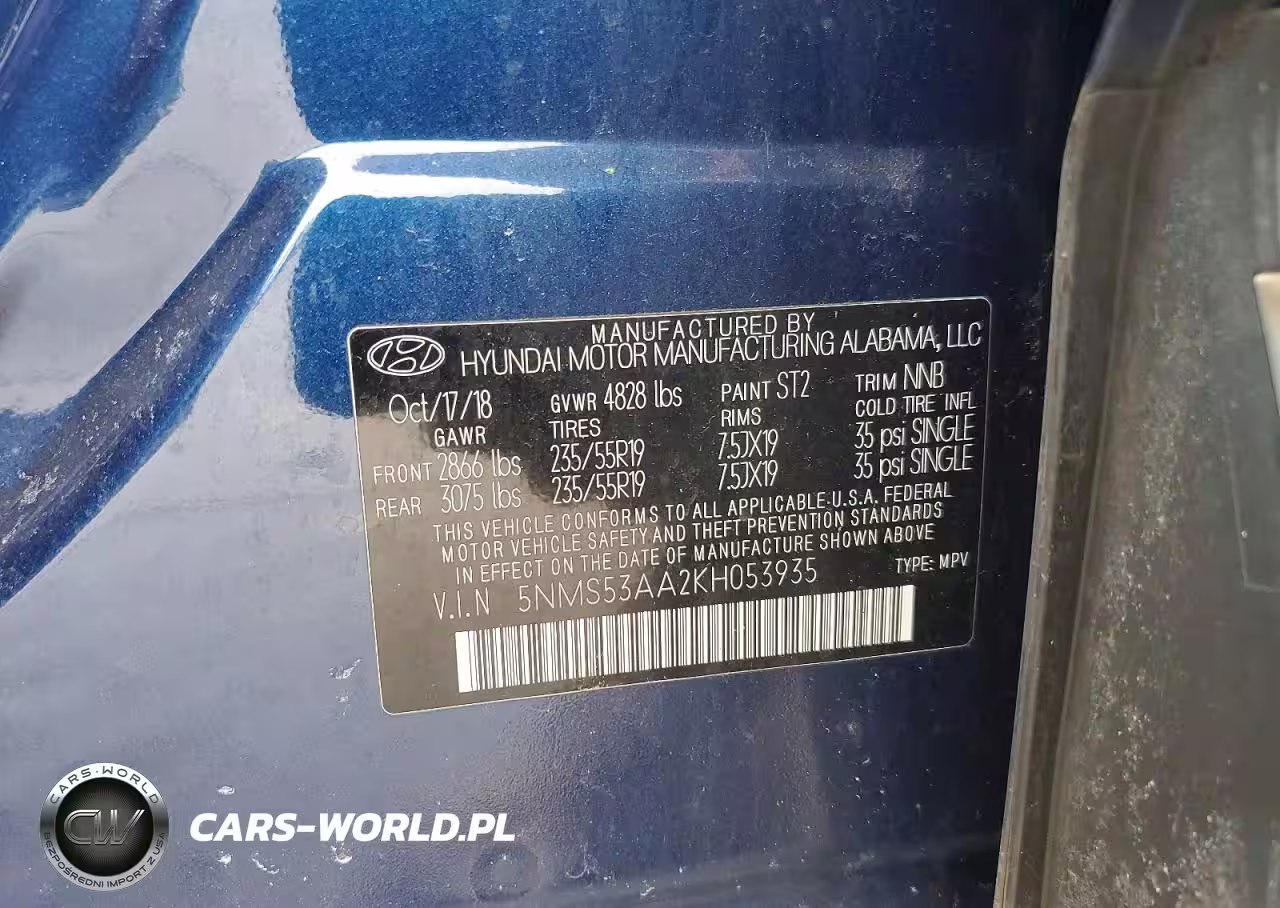 MANUFACTURED BY
HYUNDAI MOTOR MANUFACTURING ALABAMA, LLC
Oct/17/18 GVWR 4828 lbs PAINT ST2 TRIM NNB
GAWR TIRES RIMS COLD TIRE INFL
FRONT 2866 lbs 235/55R19 7.5JX19 35 psi SINGLE
REAR 3075 lbs 235/55R19 7.5JX19 35 psi SINGLE
THIS VEHICLE CONFORMS TO ALL APPLICABLE·U.S.A. FEDERAL
MOTOR VEHICLE SAFETY AND THEFT PREVENTION STANDARDS
IN EFFECT ON THE DATE OF MANUFACTURE SHOWN ABOVE
V.I.N 5NMS53AA2KH053935 TYPE: MPV
CARS·WORLD
CW
BEZPOŚREDNI IMPORT Z USA
CARS-WORLD.PL